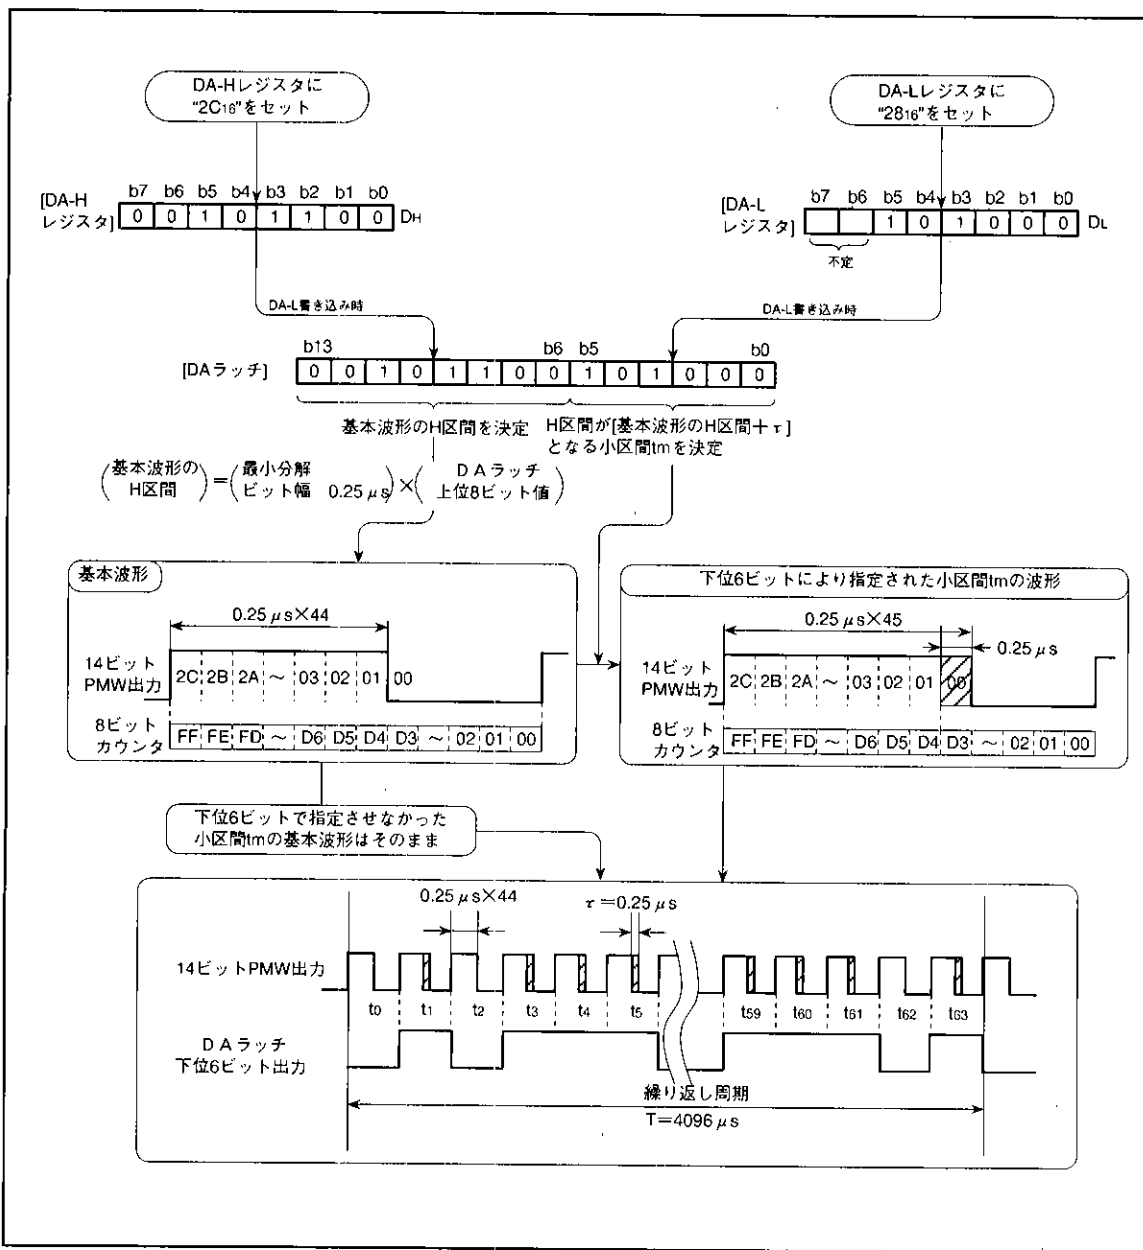 DA-Hレジスタに
“2C16”をセット
DA-Lレジスタに
“2816”をセット
[DA-H
レジスタ]
b7 b6 b5 b4 b3 b2 b1 b0
0 0 1 0 1 1 0 0 DH
[DA-L
レジスタ]
b7 b6 b5 b4 b3 b2 b1 b0
1 0 1 0 0 0 DL
不定
DA-L書き込み時
DA-L書き込み時
b13 b6 b5 b0
[DAラッチ] 0 0 1 0 1 1 0 0 1 0 1 0 0 0
基本波形のH区間を決定
H区間が[基本波形のH区間+τ]
となる小区間tmを決定
(基本波形の
H区間)=(最小分解
ビット幅 0.25μs)×(DAラッチ
上位8ビット値)
基本波形
0.25μs×44
14ビット
PMW出力
2C 2B 2A ~ 03 02 01 00
8ビット
カウンタ
FF FE FD ~ D6 D5 D4 D3 ~ 02 01 00
下位6ビットにより指定された小区間tmの波形
0.25μs×45
0.25μs
14ビット
PMW出力
2C 2B 2A ~ 03 02 01 00
8ビット
カウンタ
FF FE FD ~ D6 D5 D4 D3 ~ 02 01 00
下位6ビットで指定させなかった
小区間tmの基本波形はそのまま
0.25μs×44
τ=0.25μs
14ビットPMW出力
t0 t1 t2 t3 t4 t5 t59 t60 t61 t62 t63
DAラッチ
下位6ビット出力
繰り返し周期
T=4096μs